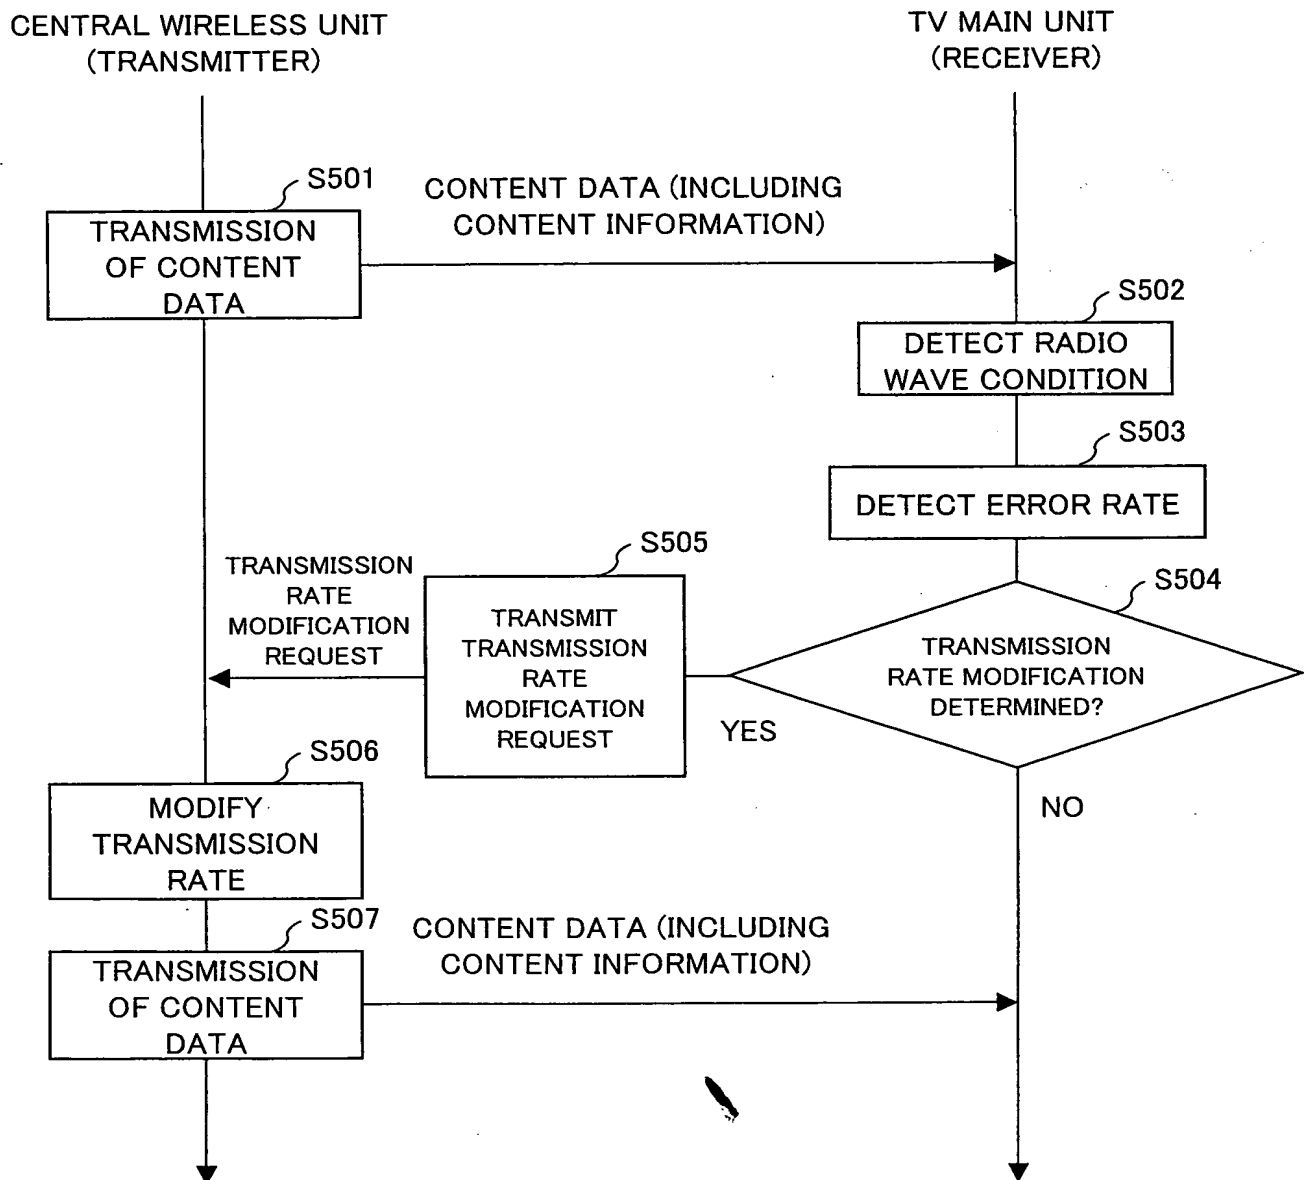 CENTRAL WIRELESS UNIT
(TRANSMITTER)
TV MAIN UNIT
(RECEIVER)
S501
TRANSMISSION
OF CONTENT
DATA
CONTENT DATA (INCLUDING
CONTENT INFORMATION)
S502
DETECT RADIO
WAVE CONDITION
S503
DETECT ERROR RATE
S504
TRANSMISSION
RATE MODIFICATION
DETERMINED?
YES
NO
S505
TRANSMIT
TRANSMISSION
RATE
MODIFICATION
REQUEST
TRANSMISSION
RATE
MODIFICATION
REQUEST
S506
MODIFY
TRANSMISSION
RATE
S507
TRANSMISSION
OF CONTENT
DATA
CONTENT DATA (INCLUDING
CONTENT INFORMATION)